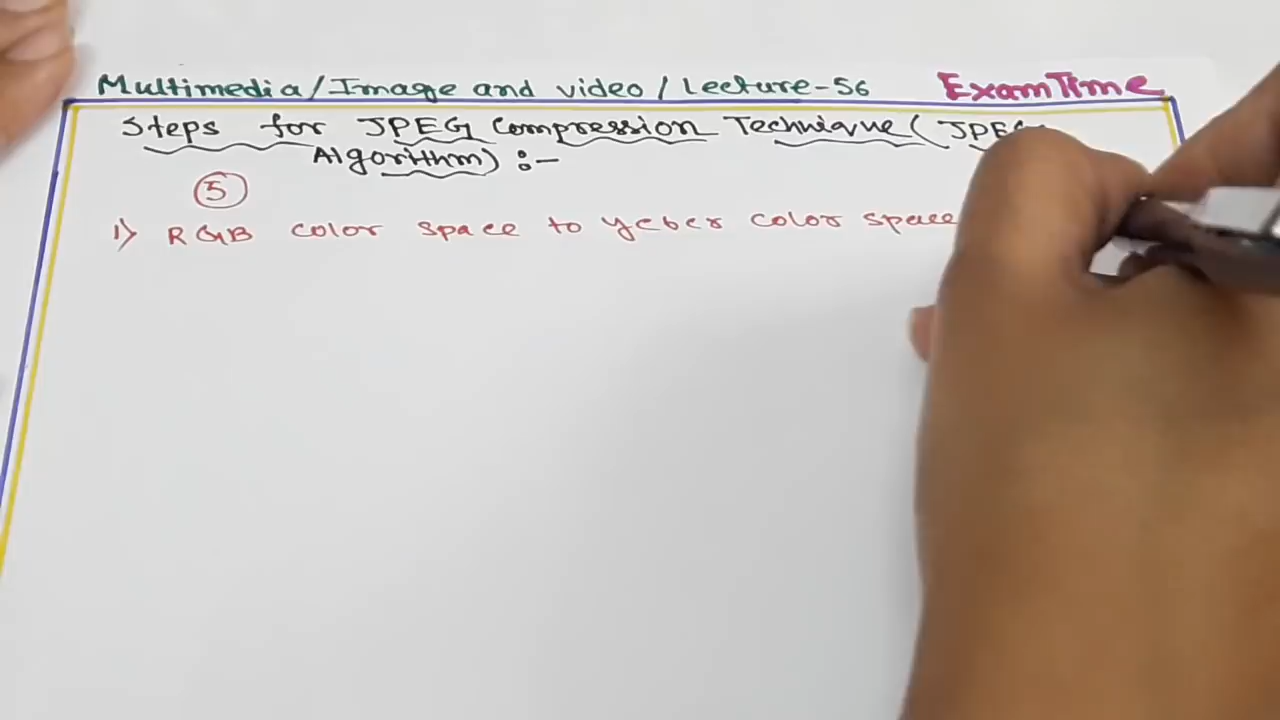 Multimedia/Image and video/Lecture-56 ExamTime
Steps for JPEG Compression Technique (JPEG
Algorithm) :-
5
1) RGB color space to ycbcr color space